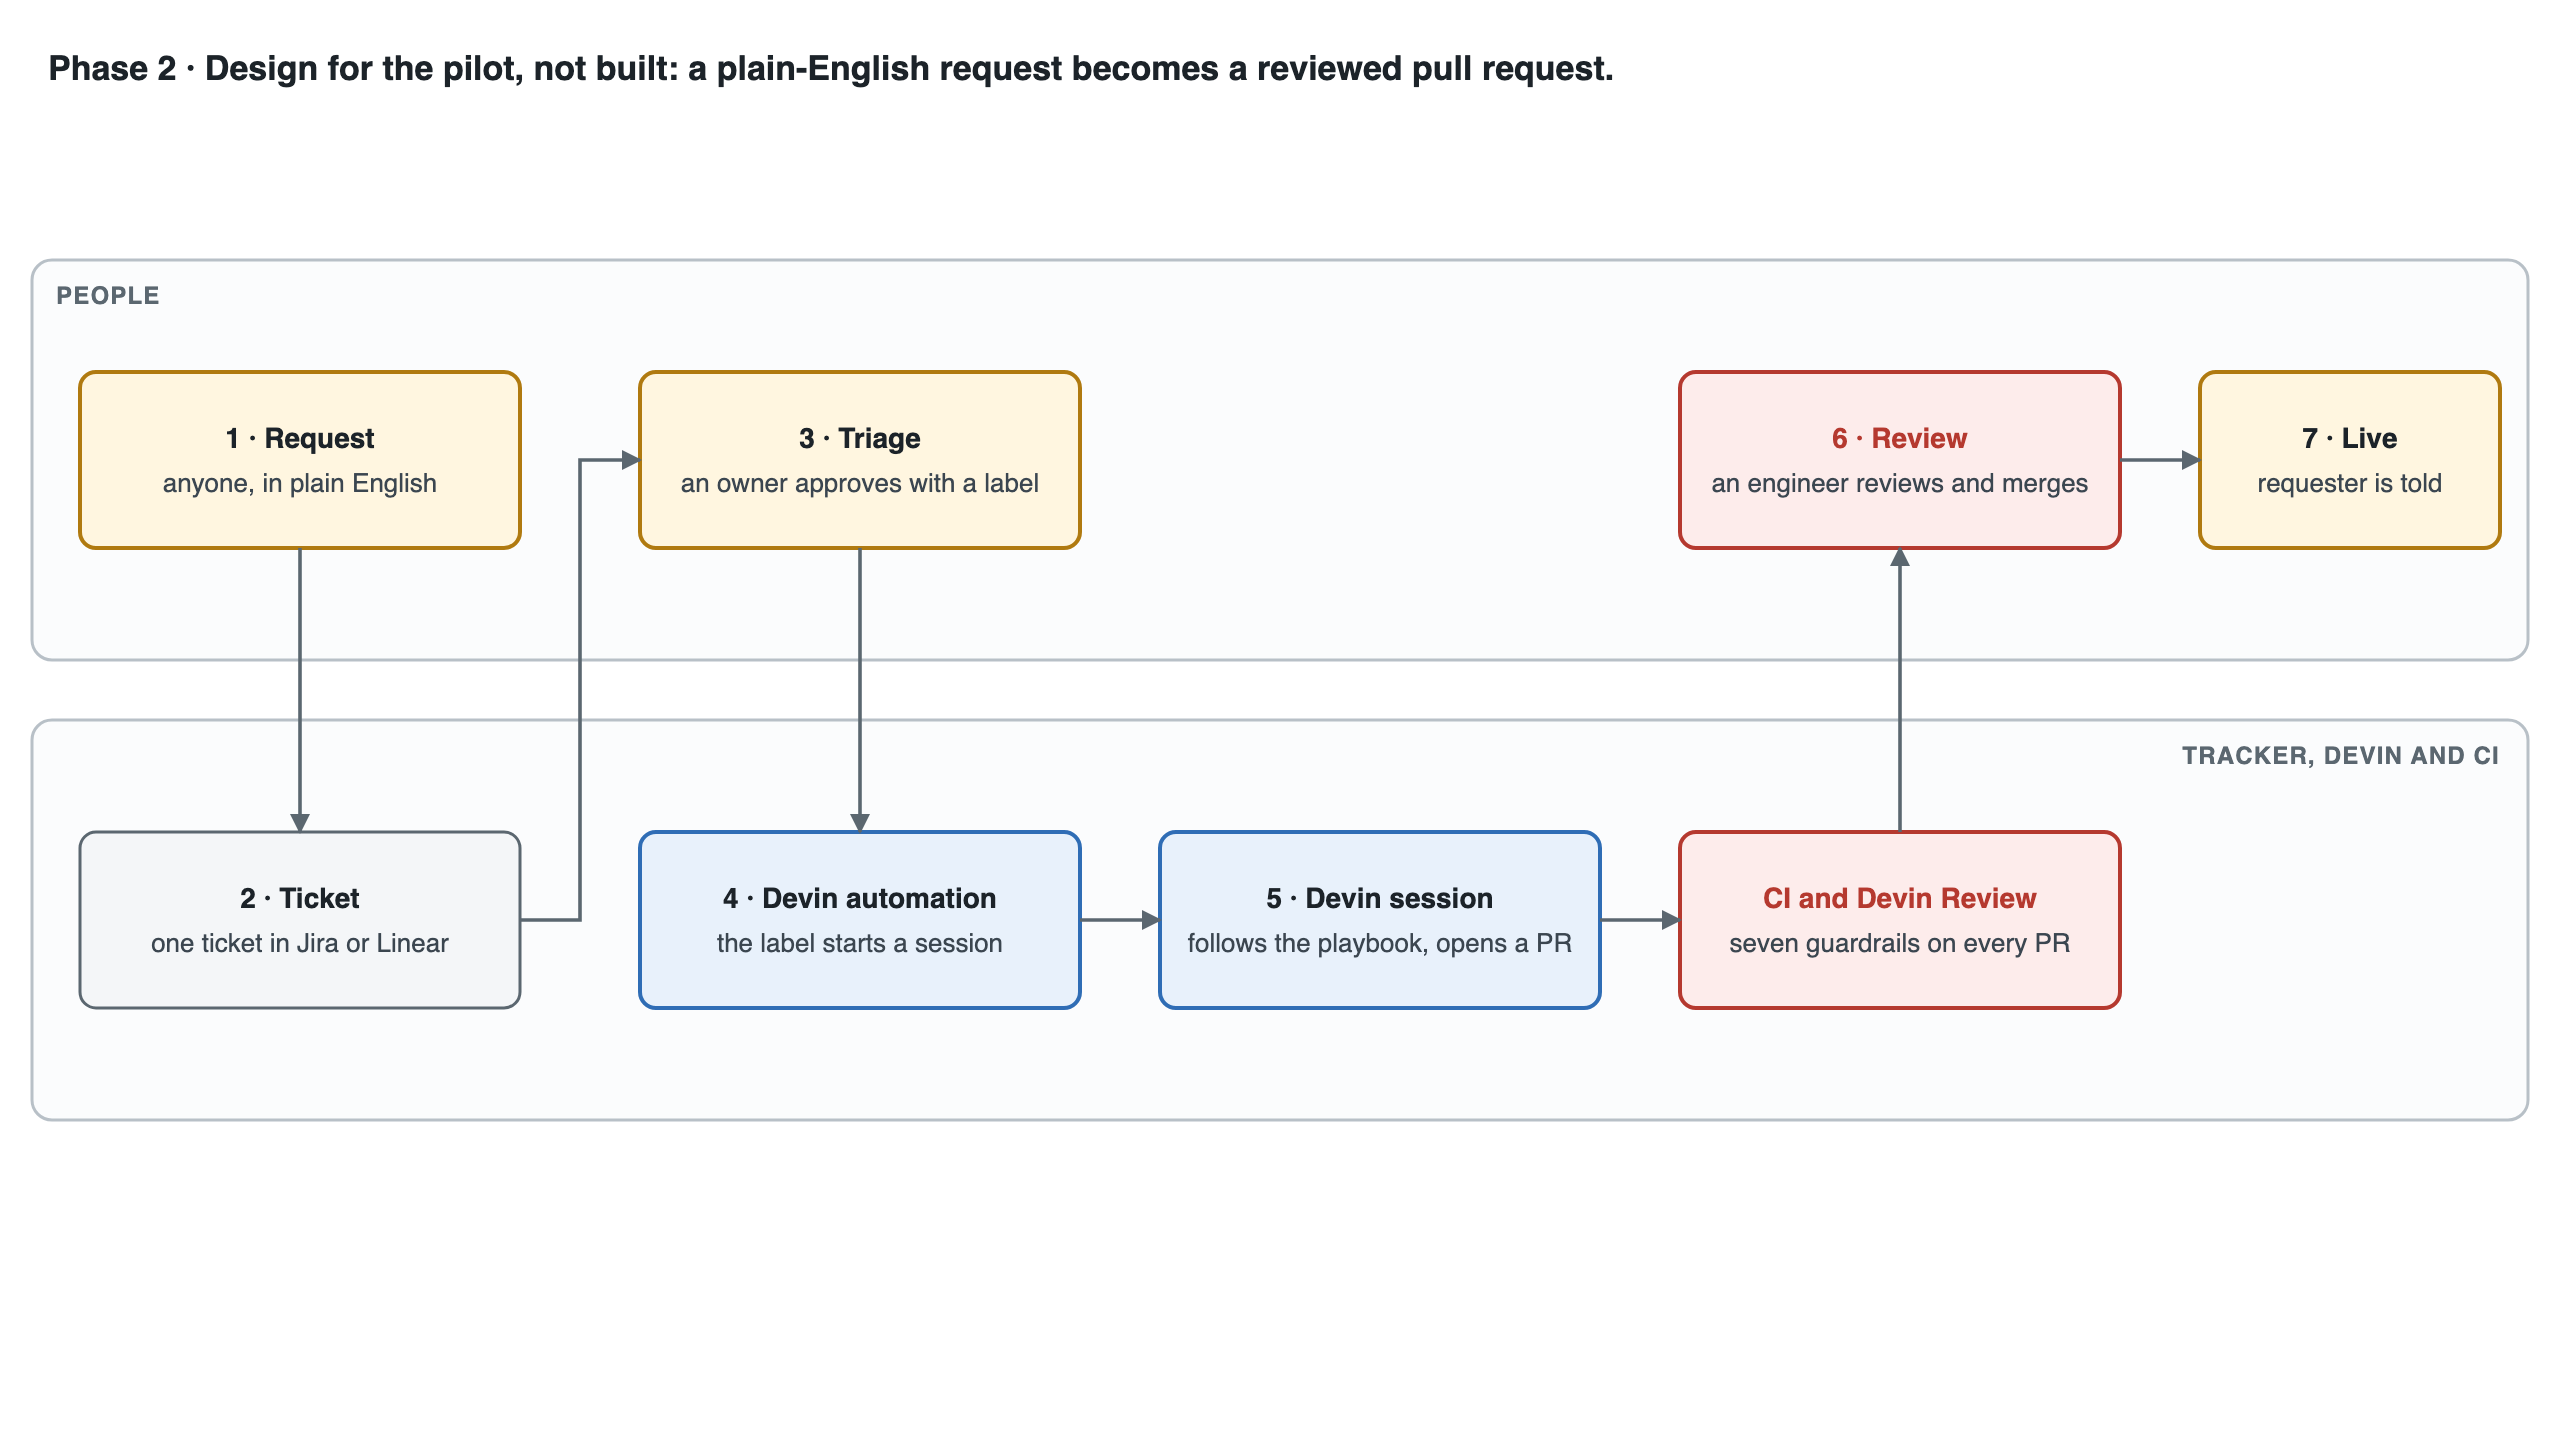 Phase 2 · Design for the pilot, not built: a plain-English request becomes a reviewed pull request.
PEOPLE
1 · Request
anyone, in plain English
3 · Triage
an owner approves with a label
6 · Review
an engineer reviews and merges
7 · Live
requester is told
TRACKER, DEVIN AND CI
2 · Ticket
one ticket in Jira or Linear
4 · Devin automation
the label starts a session
5 · Devin session
follows the playbook, opens a PR
CI and Devin Review
seven guardrails on every PR